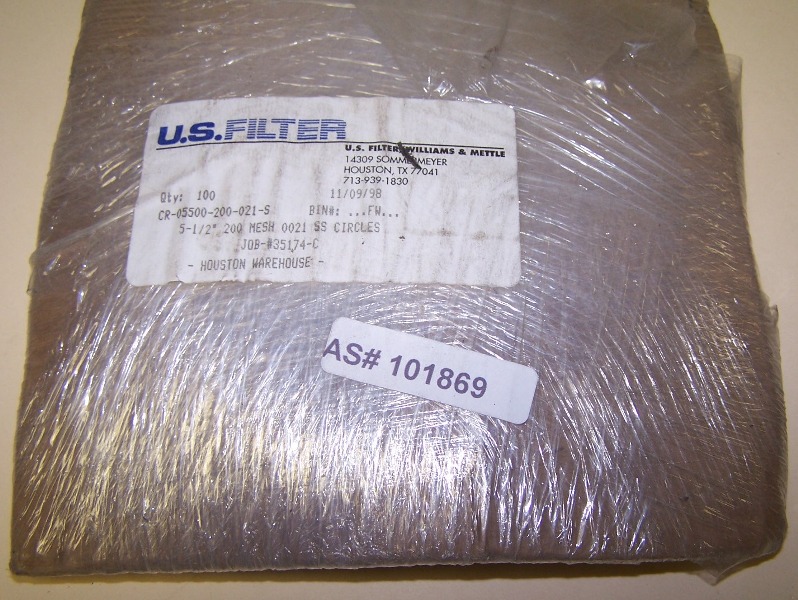 U.S. FILTER
U.S. FILTER/WILLIAMS & METTLE
14309 SOMMERMEYER
HOUSTON, TX 77041
713-939-1830
Qty: 100 11/09/98
CR-05500-200-021-S BIN#: ...FW...
5-1/2" 200 MESH 0021 SS CIRCLES
JOB-#35174-C
- HOUSTON WAREHOUSE -
AS# 101869